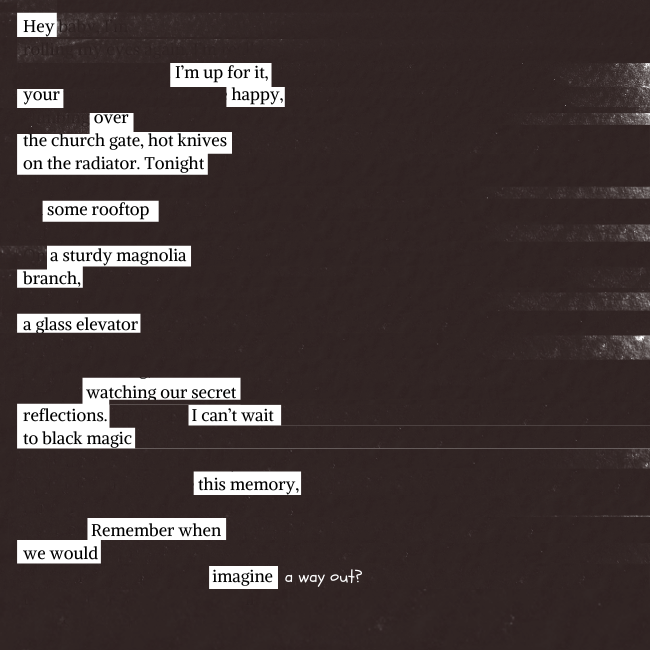 Hey baby, I'm
I'm up for it,
your happy,
over
the church gate, hot knives
on the radiator. Tonight
some rooftop
a sturdy magnolia
branch,
a glass elevator
watching our secret
reflections. I can't wait
to black magic
this memory,
Remember when
we would
imagine a way out?